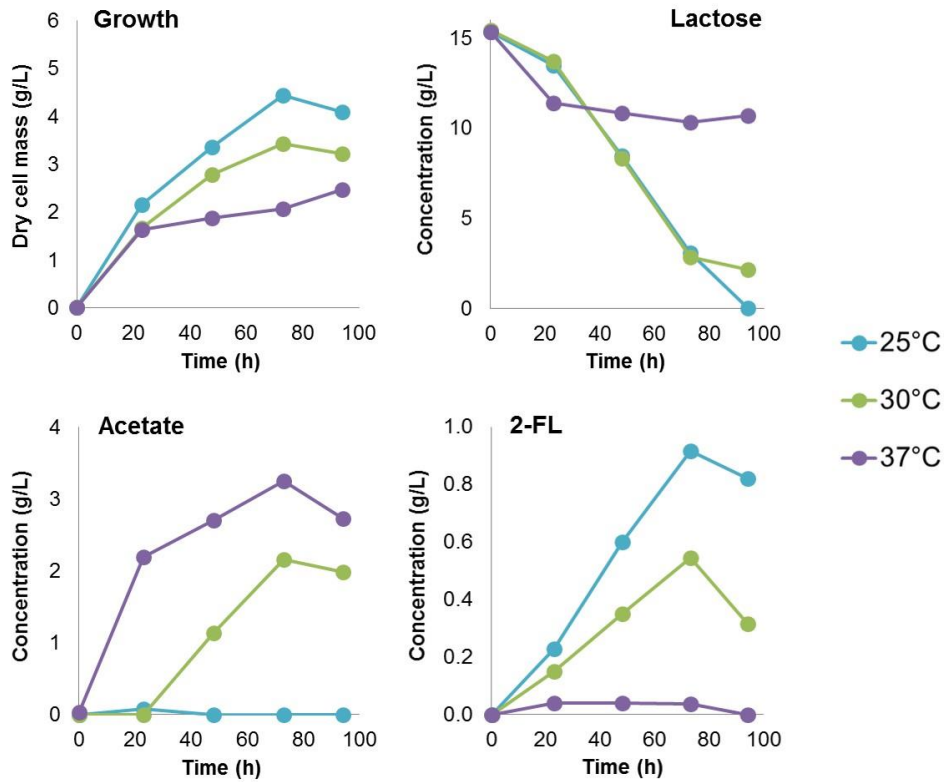 Growth
Dry cell mass (g/L)
6
5
4
3
2
1
0
0 20 40 60 80 100
Time (h)
Lactose
Concentration (g/L)
15
10
5
0
0 20 40 60 80 100
Time (h)
25°C
30°C
37°C
Acetate
Concentration (g/L)
4
3
2
1
0
0 20 40 60 80 100
Time (h)
2-FL
Concentration (g/L)
1.0
0.8
0.6
0.4
0.2
0.0
0 20 40 60 80 100
Time (h)